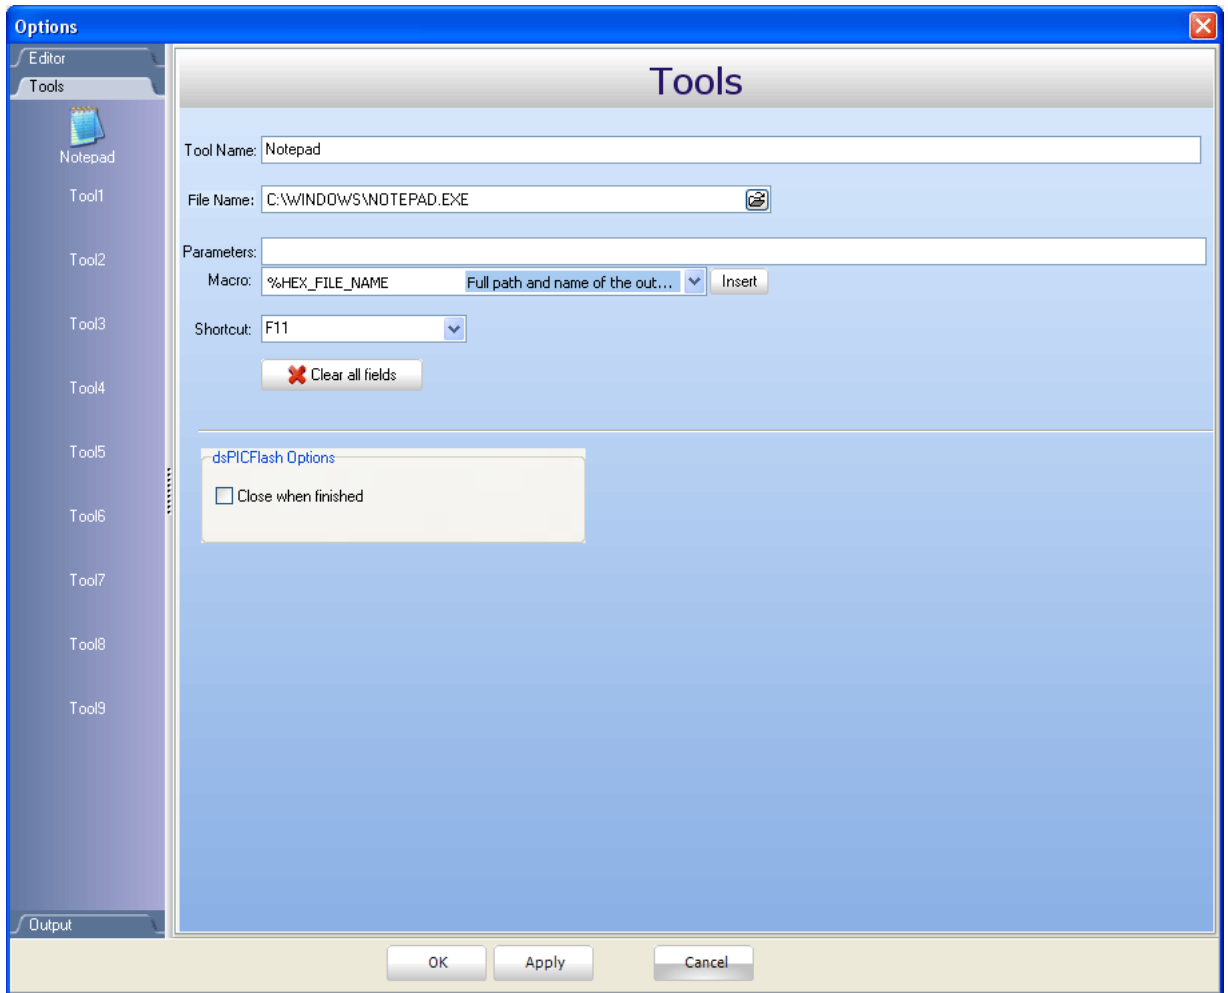 Options
Editor
Tools
Notepad
Tool1
Tool2
Tool3
Tool4
Tool5
Tool6
Tool7
Tool8
Tool9
Output
Tools
Tool Name: Notepad
File Name: C:\WINDOWS\NOTEPAD.EXE
Parameters:
Macro: %HEX_FILE_NAME Full path and name of the out... Insert
Shortcut: F11
Clear all fields
dsPICFlash Options
Close when finished
OK Apply Cancel